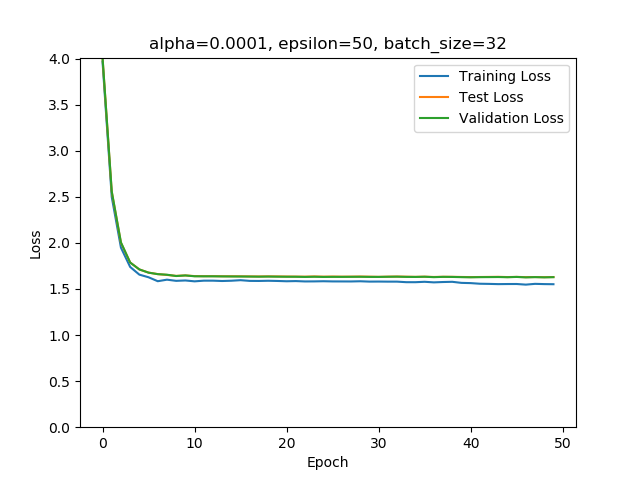 alpha=0.0001, epsilon=50, batch_size=32
4.0
3.5
3.0
2.5
2.0
1.5
1.0
0.5
0.0
Loss
Training Loss
Test Loss
Validation Loss
0 10 20 30 40 50
Epoch